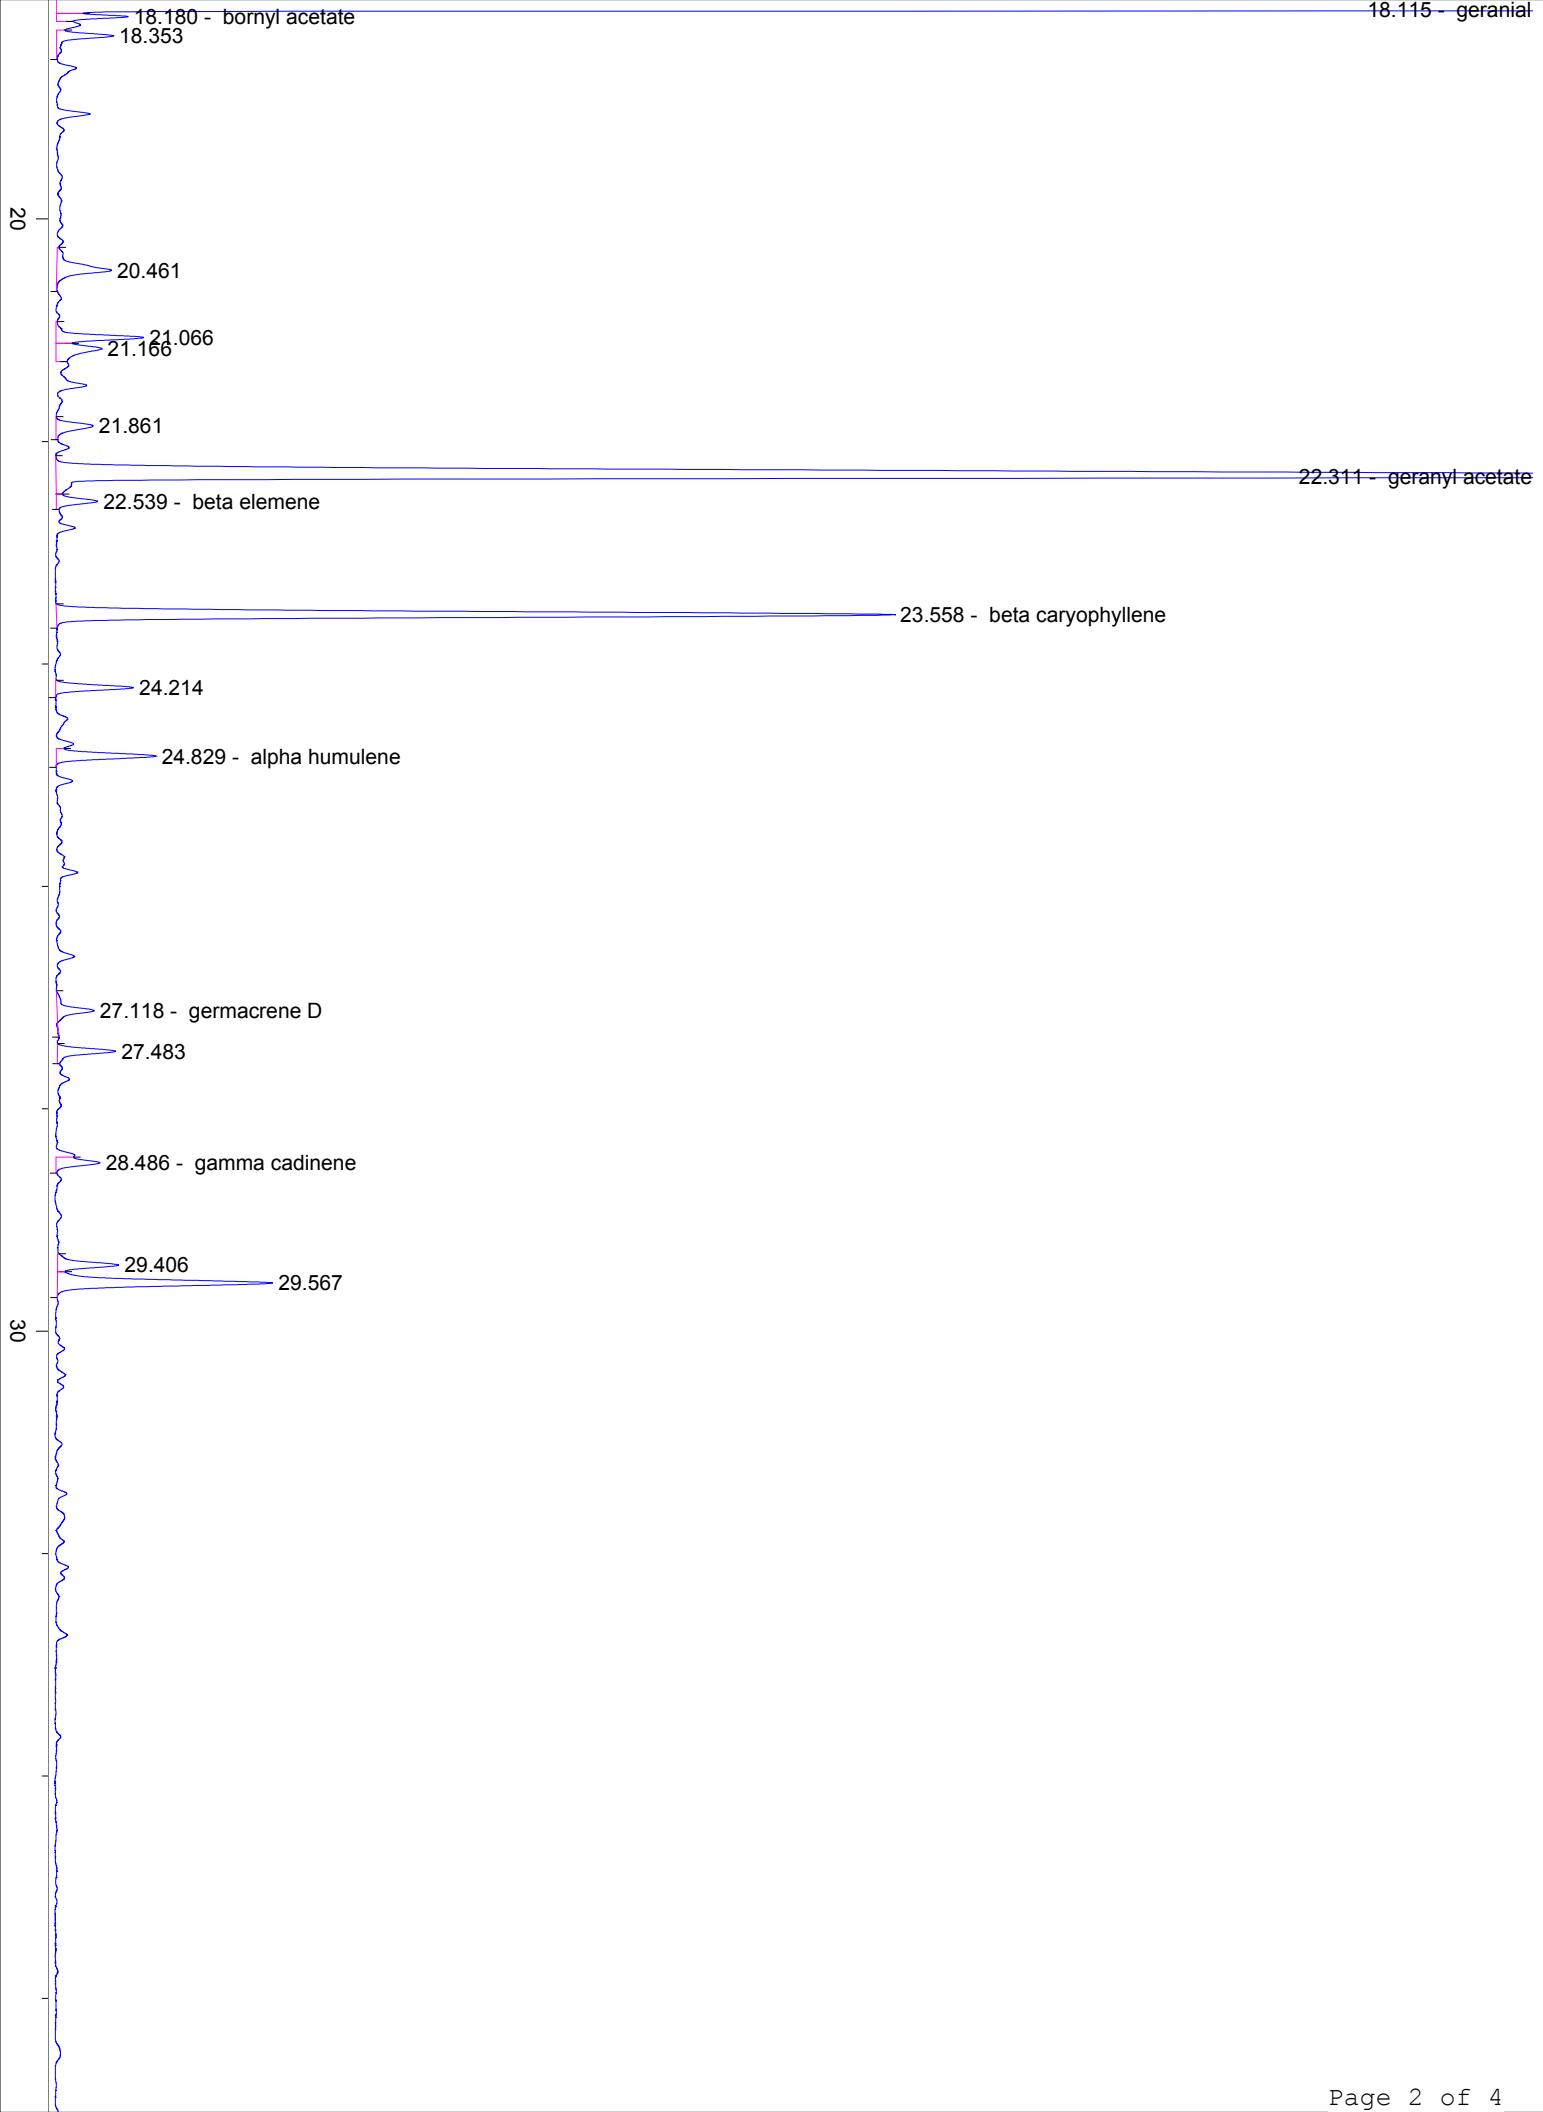 18.115 - geranial
18.180 - bornyl acetate
18.353
20
20.461
21.066
21.166
21.861
22.311 - geranyl acetate
22.539 - beta elemene
23.558 - beta caryophyllene
24.214
24.829 - alpha humulene
27.118 - germacrene D
27.483
28.486 - gamma cadinene
29.406
29.567
30
Page 2 of 4